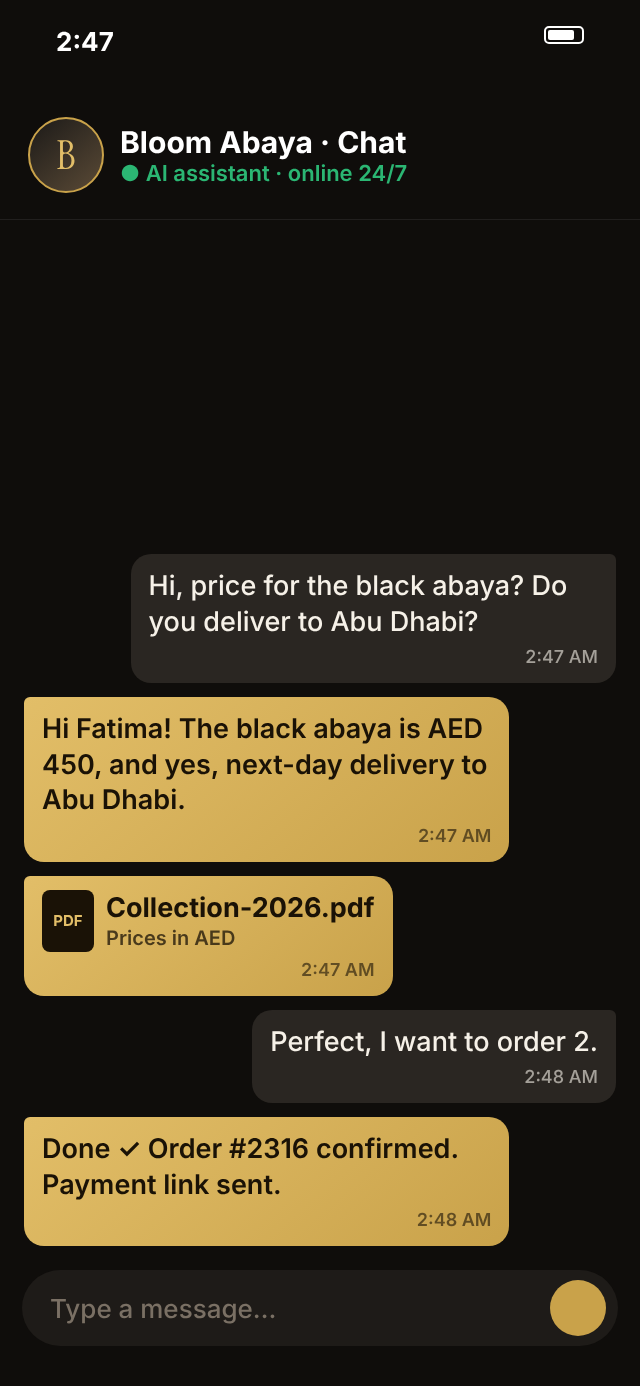 2:47
B
Bloom Abaya · Chat
AI assistant · online 24/7
Hi, price for the black abaya? Do
you deliver to Abu Dhabi?
2:47 AM
Hi Fatima! The black abaya is AED
450, and yes, next-day delivery to
Abu Dhabi.
2:47 AM
PDF
Collection-2026.pdf
Prices in AED
2:47 AM
Perfect, I want to order 2.
2:48 AM
Done ✓ Order #2316 confirmed.
Payment link sent.
2:48 AM
Type a message...